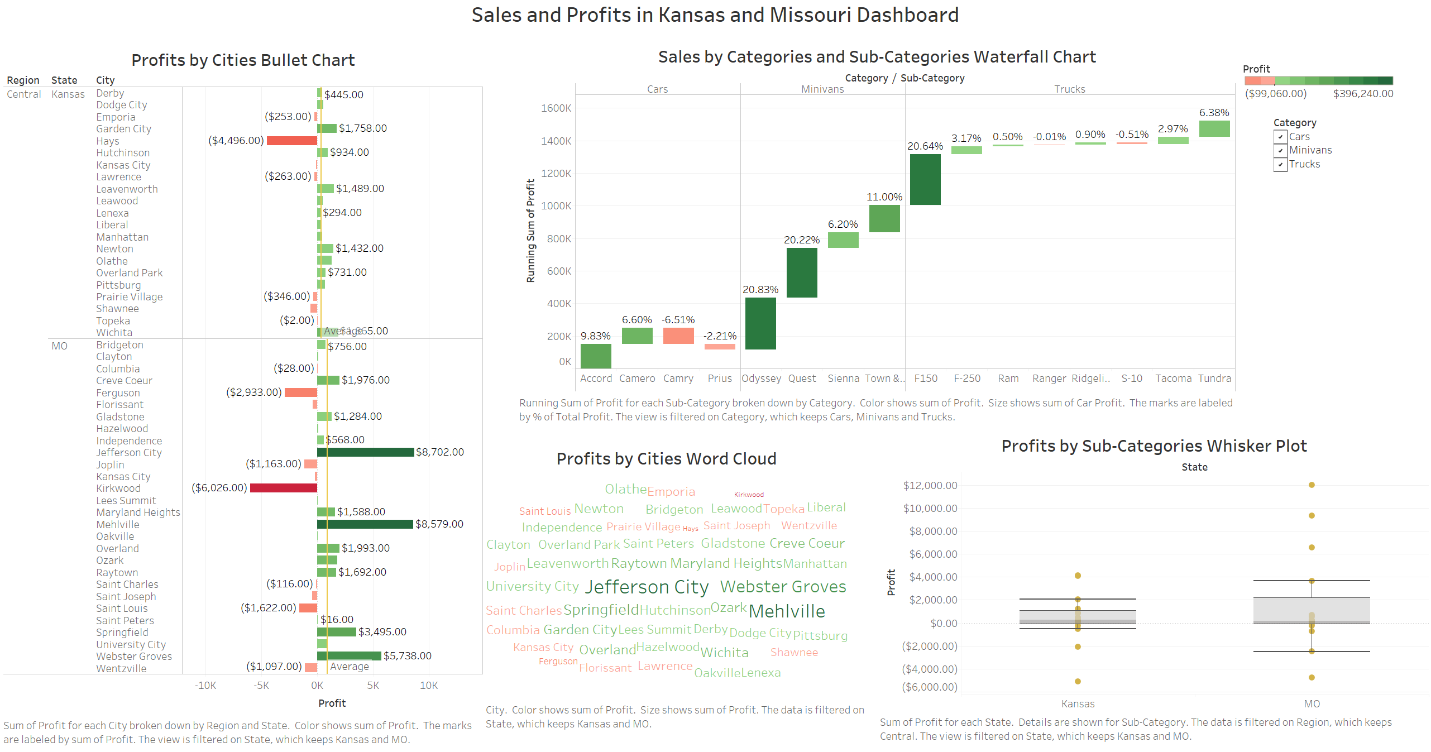 Sales and Profits in Kansas and Missouri Dashboard
Profits by Cities Bullet Chart
Region State City
Central Kansas Derby $445.00
Dodge City
Emporia ($253.00)
Garden City $1,758.00
Hays ($4,496.00)
Hutchinson $934.00
Kansas City
Lawrence ($263.00)
Leavenworth $1,489.00
Leawood
Lenexa $294.00
Liberal
Manhattan
Newton $1,432.00
Olathe
Overland Park $731.00
Pittsburg
Prairie Village ($346.00)
Shawnee
Topeka ($2.00)
Wichita Average 5.00
MO Bridgeton $756.00
Clayton
Columbia ($28.00)
Creve Coeur $1,976.00
Ferguson ($2,933.00)
Florissant
Gladstone $1,284.00
Hazelwood
Independence $568.00
Jefferson City $8,702.00
Joplin ($1,163.00)
Kansas City
Kirkwood ($6,026.00)
Lees Summit
Maryland Heights $1,588.00
Mehlville $8,579.00
Oakville
Overland $1,993.00
Ozark
Raytown $1,692.00
Saint Charles ($116.00)
Saint Joseph
Saint Louis ($1,622.00)
Saint Peters $16.00
Springfield $3,495.00
University City
Webster Groves $5,738.00
Wentzville ($1,097.00) Average
-10K -5K 0K 5K 10K
Profit
Sum of Profit for each City broken down by Region and State. Color shows sum of Profit. The marks
are labeled by sum of Profit. The view is filtered on State, which keeps Kansas and MO.
Sales by Categories and Sub-Categories Waterfall Chart
Category / Sub-Category
Cars Minivans Trucks
Running Sum of Profit
1600K
1400K
1200K
1000K
800K
600K
400K
200K
0K
9.83% 6.60% -6.51% -2.21% 20.83% 20.22% 6.20% 11.00% 20.64% 3.17% 0.50% -0.01% 0.90% -0.51% 2.97% 6.38%
Accord Camero Camry Prius Odyssey Quest Sienna Town &.. F150 F-250 Ram Ranger Ridgeli.. S-10 Tacoma Tundra
Running Sum of Profit for each Sub-Category broken down by Category. Color shows sum of Profit. Size shows sum of Car Profit. The marks are labeled
by % of Total Profit. The view is filtered on Category, which keeps Cars, Minivans and Trucks.
Profit
($99,060.00) $396,240.00
Category
Cars
Minivans
Trucks
Profits by Cities Word Cloud
Olathe Emporia Kirkwood
Saint Louis Newton Bridgeton Leawood Topeka Liberal
Independence Prairie Village Hays Saint Joseph Wentzville
Clayton Overland Park Saint Peters Gladstone Creve Coeur
Joplin Leavenworth Raytown Maryland Heights Manhattan
University City Jefferson City Webster Groves
Saint Charles Springfield Hutchinson Ozark Mehlville
Columbia Garden City Lees Summit Derby Dodge City Pittsburg
Kansas City Overland Hazelwood Wichita Shawnee
Ferguson Florissant Lawrence
Oakville Lenexa
City. Color shows sum of Profit. Size shows sum of Profit. The data is filtered on
State, which keeps Kansas and MO.
Profits by Sub-Categories Whisker Plot
State
Profit
$12,000.00
$10,000.00
$8,000.00
$6,000.00
$4,000.00
$2,000.00
$0.00
($2,000.00)
($4,000.00)
($6,000.00)
Kansas MO
Sum of Profit for each State. Details are shown for Sub-Category. The data is filtered on Region, which keeps
Central. The view is filtered on State, which keeps Kansas and MO.